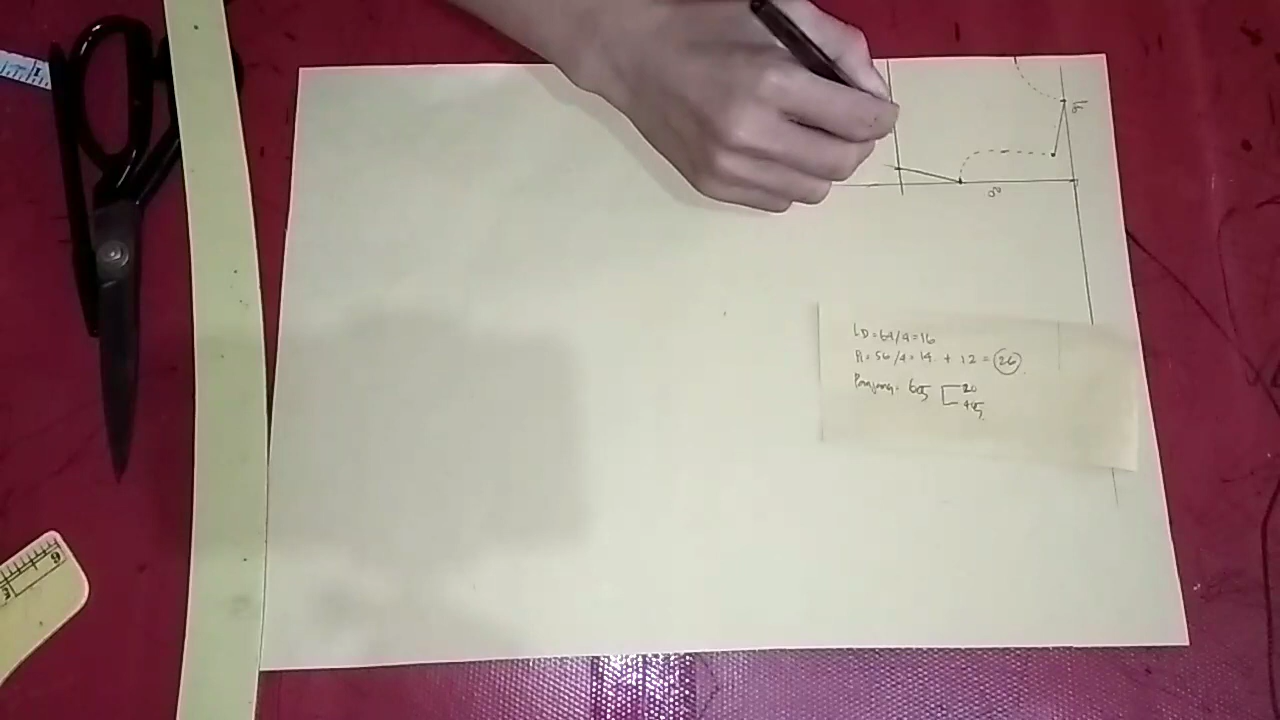 LD = 64/4 = 16
Pi = 56/4 = 14 + 12 = 26
Panjang = 65 20
45